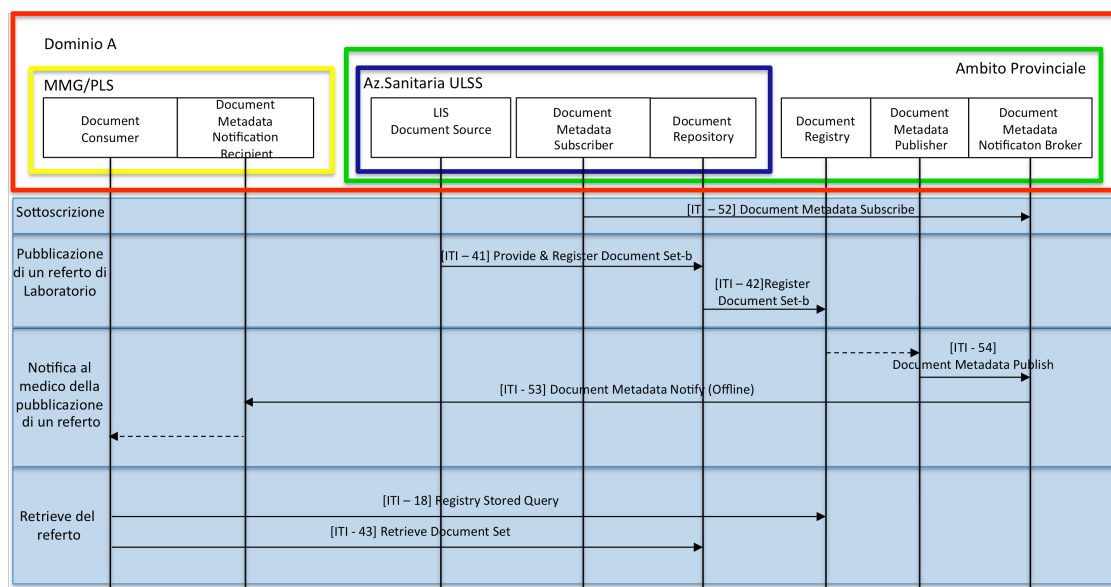 Dominio A
MMG/PLS
Az.Sanitaria ULSS
Ambito Provinciale
Document
Consumer
Document
Metadata
Notification
Recipient
LIS
Document Source
Document
Metadata
Subscriber
Document
Repository
Document
Registry
Document
Metadata
Publisher
Document
Metadata
Notificaton Broker
Sottoscrizione
[ITI – 52] Document Metadata Subscribe
Pubblicazione
di un referto di
Laboratorio
[ITI – 41] Provide & Register Document Set-b
[ITI – 42]Register
Document Set-b
Notifica al
medico della
pubblicazione
di un referto
[ITI - 54]
Document Metadata Publish
[ITI - 53] Document Metadata Notify (Offline)
Retrieve del
referto
[ITI – 18] Registry Stored Query
[ITI - 43] Retrieve Document Set